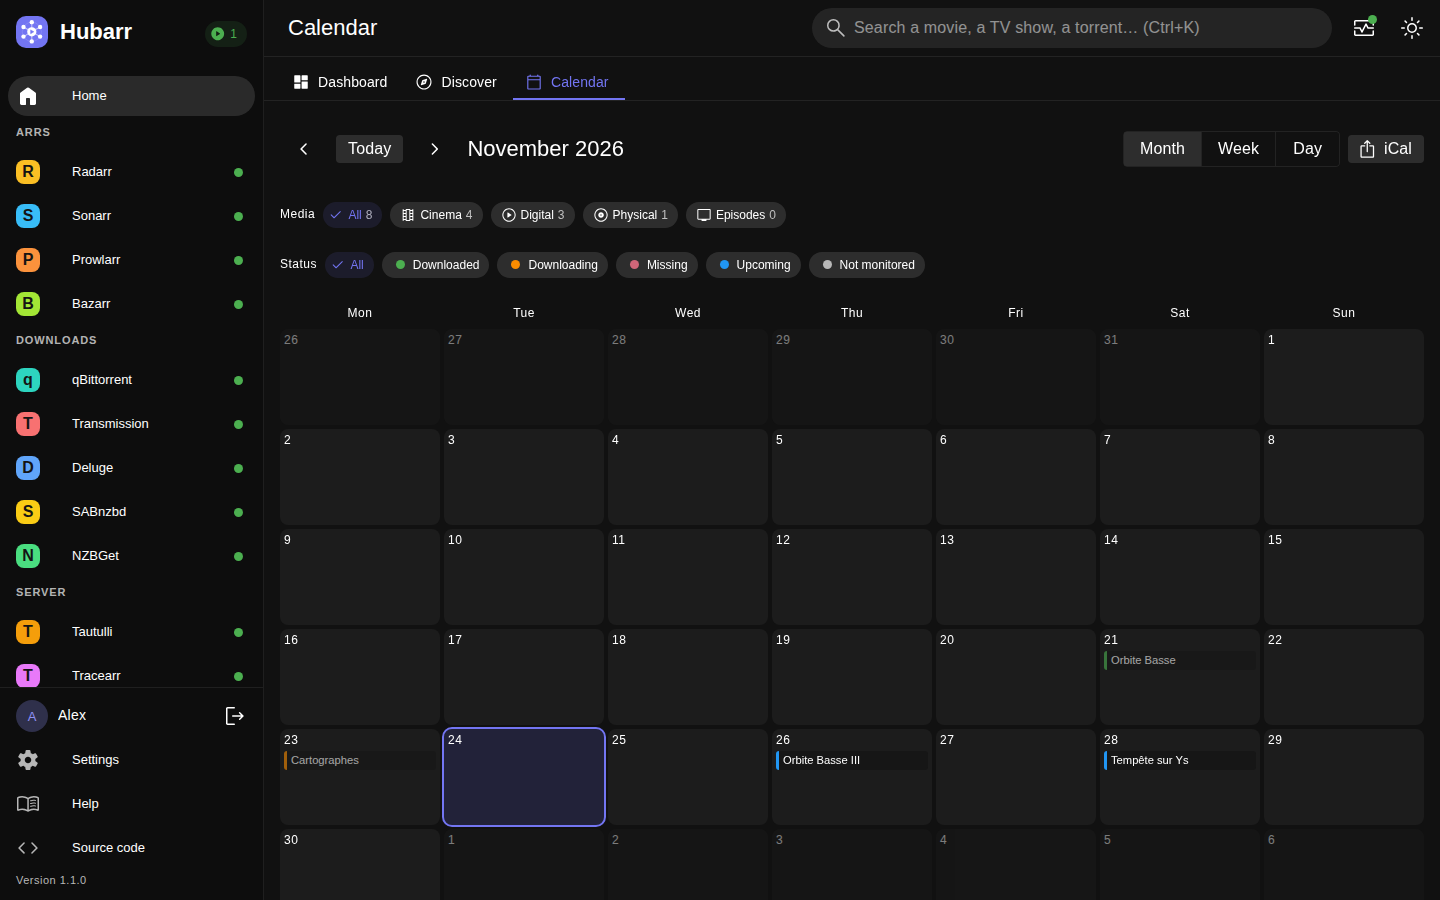 Hubarr
1
Home
ARRS
R Radarr
S Sonarr
P Prowlarr
B Bazarr
DOWNLOADS
q qBittorrent
T Transmission
D Deluge
S SABnzbd
N NZBGet
SERVER
T Tautulli
T Tracearr
A Alex
Settings
Help
Source code
Version 1.1.0
Calendar
Search a movie, a TV show, a torrent… (Ctrl+K)
Dashboard Discover Calendar
Today November 2026 Month Week Day iCal
Media All 8 Cinema 4 Digital 3 Physical 1 Episodes 0
Status All Downloaded Downloading Missing Upcoming Not monitored
Mon Tue Wed Thu Fri Sat Sun
26 27 28 29 30 31 1
2 3 4 5 6 7 8
9 10 11 12 13 14 15
16 17 18 19 20 21 22
Orbite Basse
23 24 25 26 27 28 29
Cartographes Orbite Basse III Tempête sur Ys
30 1 2 3 4 5 6